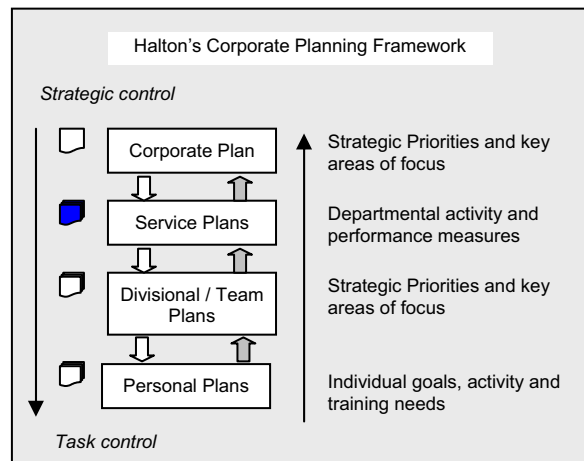 Halton’s Corporate Planning Framework
Strategic control
Corporate Plan
Strategic Priorities and key
areas of focus
Service Plans
Departmental activity and
performance measures
Divisional / Team
Plans
Strategic Priorities and key
areas of focus
Personal Plans
Individual goals, activity and
training needs
Task control